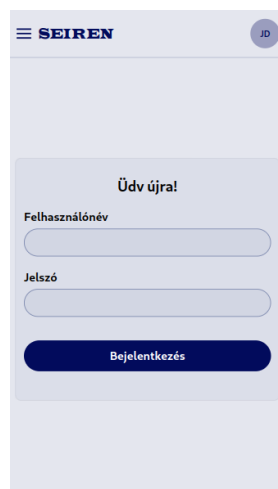 SEIREN
JD
Üdv újra!
Felhasználónév
Jelszó
Bejelentkezés